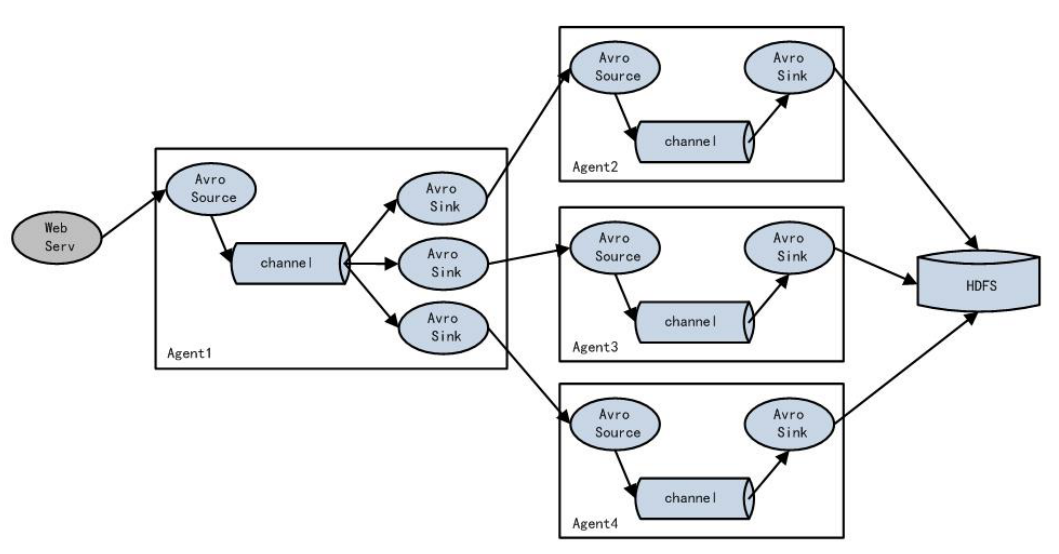 Web
Serv
Avro
Source
channel
Avro
Sink
Avro
Sink
Avro
Sink
Agent1
Avro
Source
channel
Avro
Sink
Agent2
Avro
Source
channel
Avro
Sink
Agent3
Avro
Source
channel
Avro
Sink
Agent4
HDFS